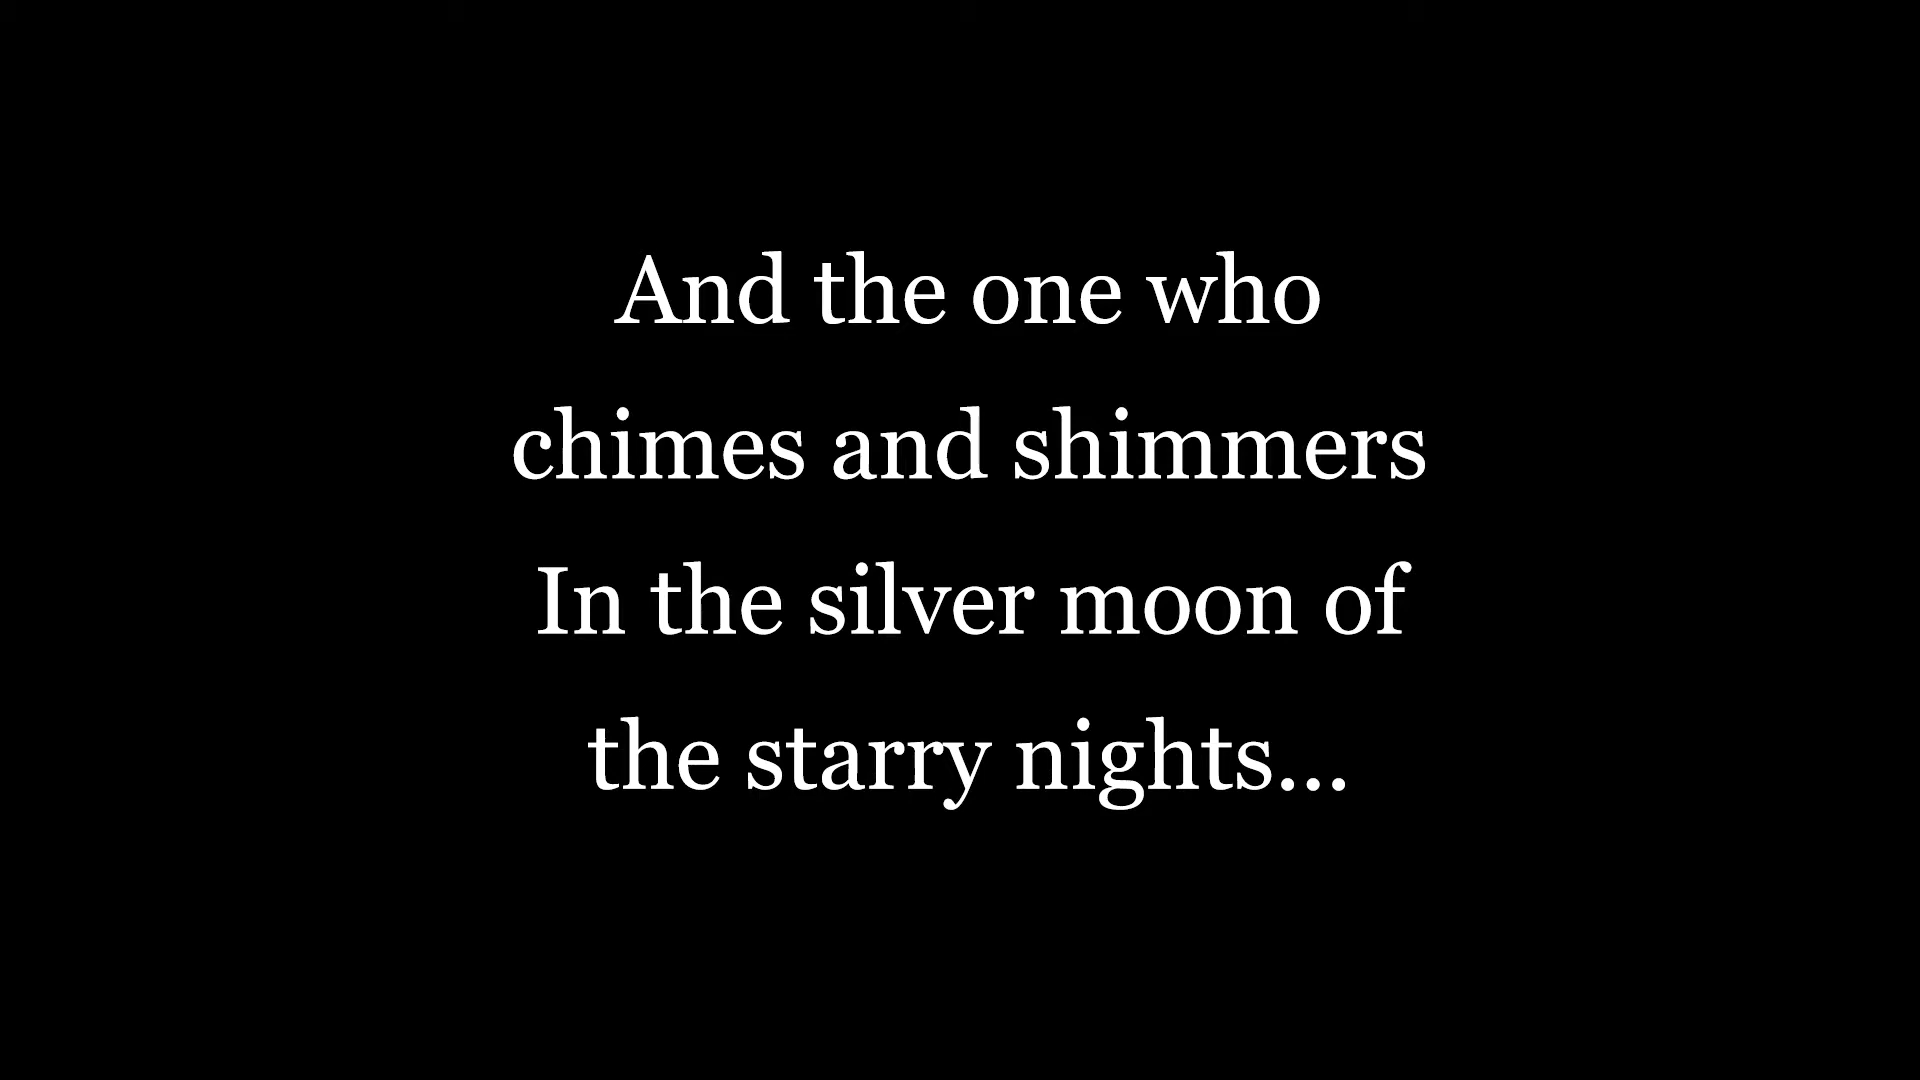 And the one who
chimes and shimmers
In the silver moon of
the starry nights...